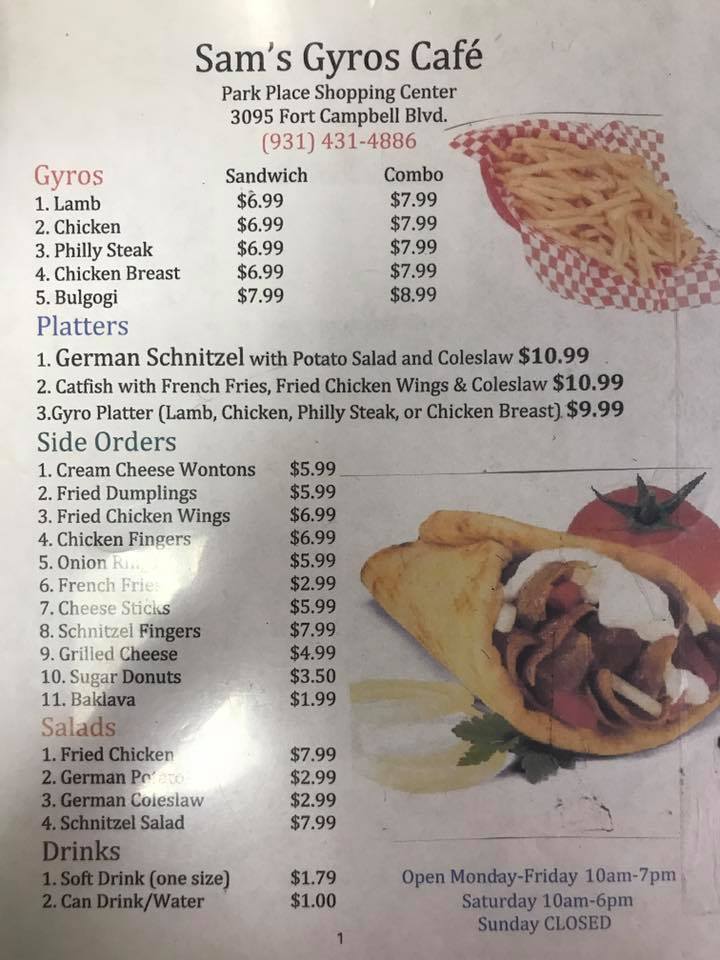 Sam's Gyros Café
Park Place Shopping Center
3095 Fort Campbell Blvd.
(931) 431-4886
Gyros Sandwich Combo
1. Lamb $6.99 $7.99
2. Chicken $6.99 $7.99
3. Philly Steak $6.99 $7.99
4. Chicken Breast $6.99 $7.99
5. Bulgogi $7.99 $8.99
Platters
1. German Schnitzel with Potato Salad and Coleslaw $10.99
2. Catfish with French Fries, Fried Chicken Wings & Coleslaw $10.99
3.Gyro Platter (Lamb, Chicken, Philly Steak, or Chicken Breast) $9.99
Side Orders
1. Cream Cheese Wontons $5.99
2. Fried Dumplings $5.99
3. Fried Chicken Wings $6.99
4. Chicken Fingers $6.99
5. Onion $5.99
6. French Fries $2.99
7. Cheese Sticks $5.99
8. Schnitzel Fingers $7.99
9. Grilled Cheese $4.99
10. Sugar Donuts $3.50
11. Baklava $1.99
Salads
1. Fried Chicken $7.99
2. German Potato $2.99
3. German Coleslaw $2.99
4. Schnitzel Salad $7.99
Drinks
1. Soft Drink (one size) $1.79
2. Can Drink/Water $1.00
Open Monday-Friday 10am-7pm
Saturday 10am-6pm
Sunday CLOSED
1